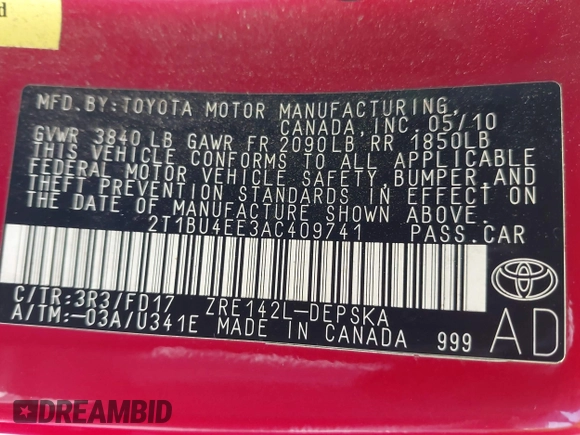 d
MFD. BY: TOYOTA MOTOR MANUFACTURING,
CANADA, INC. 05/10
GVWR 3840 LB GAWR FR 2090 LB RR 1850LB
THIS VEHICLE CONFORMS TO ALL APPLICABLE
FEDERAL MOTOR VEHICLE SAFETY, BUMPER, AND
THEFT PREVENTION STANDARDS IN EFFECT ON
THE DATE OF MANUFACTURE SHOWN ABOVE.
2T1BU4EE3AC409741 PASS. CAR
C/TR: 3R3/FD17 ZRE142L-DEPSKA
A/TM: -03A/U341E MADE IN CANADA 999
TOYOTA
AD
DREAMBID